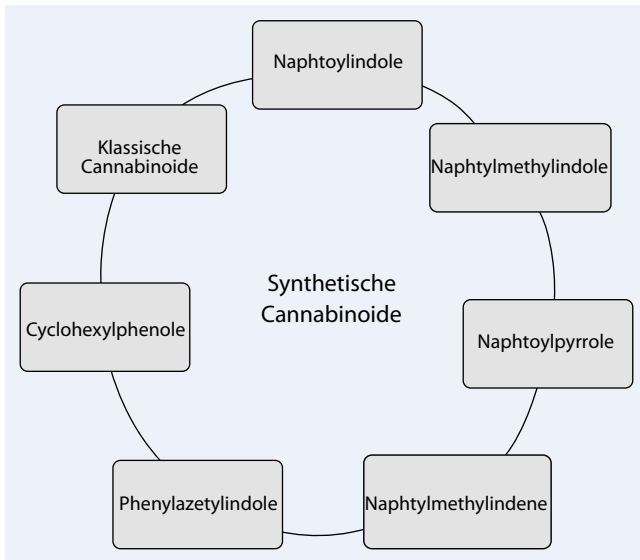 Naphtoylindole
Klassische
Cannabinoide
Naphtylmethylindole
Synthetische
Cannabinoide
Cyclohexylphenole
Naphtoylpyrrole
Phenylazetylindole
Naphtylmethylindene